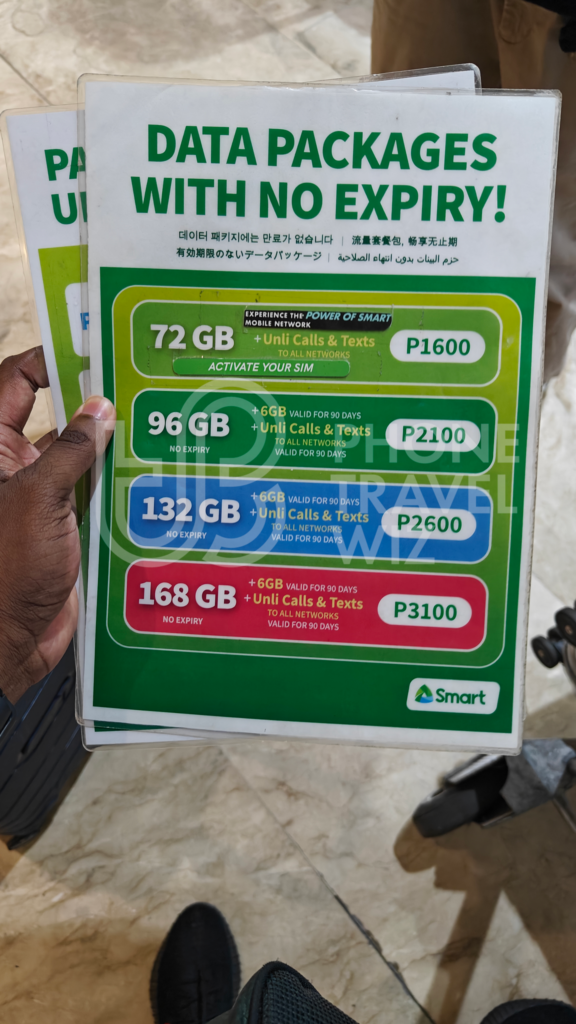 PA
U
DATA PACKAGES
WITH NO EXPIRY!
데이터 패키지에는 만료가 없습니다 | 流量套餐包, 畅享无止期
有効期限のないデータパッケージ | حزم البينات بدون انتهاء الصلاحية
EXPERIENCE THE POWER OF SMART
MOBILE NETWORK
72 GB
+Unli Calls & Texts
TO ALL NETWORKS
P1600
ACTIVATE YOUR SIM
96 GB
NO EXPIRY
+6GB VALID FOR 90 DAYS
+Unli Calls & Texts
TO ALL NETWORKS
VALID FOR 90 DAYS
P2100
132 GB
NO EXPIRY
+6GB VALID FOR 90 DAYS
+Unli Calls & Texts
TO ALL NETWORKS
VALID FOR 90 DAYS
P2600
168 GB
NO EXPIRY
+6GB VALID FOR 90 DAYS
+Unli Calls & Texts
TO ALL NETWORKS
VALID FOR 90 DAYS
P3100
Smart
PHONE
TRAVEL
WIZ